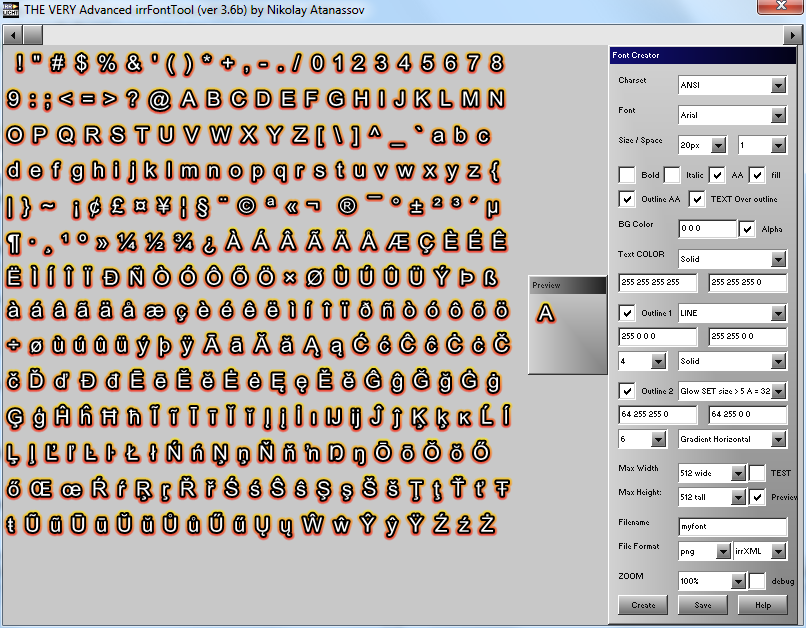 THE VERY Advanced irrFontTool (ver 3.6b) by Nikolay Atanassov
! " # $ % & ' ( ) * + , - . / 0 1 2 3 4 5 6 7 8
9 : ; < = > ? @ A B C D E F G H I J K L M N
O P Q R S T U V W X Y Z [ \ ] ^ _ ` a b c
d e f g h i j k l m n o p q r s t u v w x y z {
| } ~ ¡ ¢ £ ¤ ¥ ¦ § ¨ © ª « ¬ ® ¯ ° ± ² ³ ´ µ
¶ · ¸ ¹ º » ¼ ½ ¾ ¿ À Á Â Ã Ä Å Æ Ç È É Ê
Ë Ì Í Î Ï Ð Ñ Ò Ó Ô Õ Ö × Ø Ù Ú Û Ü Ý Þ ß
à á â ã ä å æ ç è é ê ë ì í î ï ð ñ ò ó ô õ ö
÷ ø ù ú û ü ý þ ÿ Ā ā Ă ă Ą ą Ć ć Ĉ ĉ Ċ ċ Č
č Ď ď Đ đ Ē ē Ĕ ĕ Ė ė Ę ę Ě ě Ĝ ĝ Ğ ğ Ġ ġ
Ģ ģ Ĥ ĥ Ħ ħ Ĩ ĩ Ī ī Ĭ ĭ Į į İ ı Ĳ ĳ Ĵ ĵ Ķ ķ ĸ Ĺ ĺ
Ļ ļ Ľ ľ Ŀ ŀ Ł ł Ń ń Ņ ņ Ň ň ŉ Ŋ ŋ Ō ō Ŏ ŏ Ő
ő Œ œ Ŕ ŕ Ŗ ŗ Ř ř Ś ś Ŝ ŝ Ş ş Š š Ţ ţ Ť ť Ŧ
ŧ Ũ ũ Ū ū Ŭ ŭ Ů ů Ű ű Ų ų Ŵ ŵ Ŷ ŷ Ÿ Ź ź Ż
Preview
A
Font Creator
Charset ANSI
Font Arial
Size / Space 20px 1
Bold Italic AA fill
Outline AA TEXT Over outline
BG Color 0 0 0 Alpha
Text COLOR Solid
255 255 255 255 255 255 255 0
Outline 1 LINE
255 0 0 0 255 255 0 0
4 Solid
Outline 2 Glow SET size > 5 A = 32
64 255 255 0 64 255 0 0
6 Gradient Horizontal
Max Width 512 wide TEST
Max Height: 512 tall Preview
Filename myfont
File Format png irrXML
ZOOM 100% debug
Create Save Help